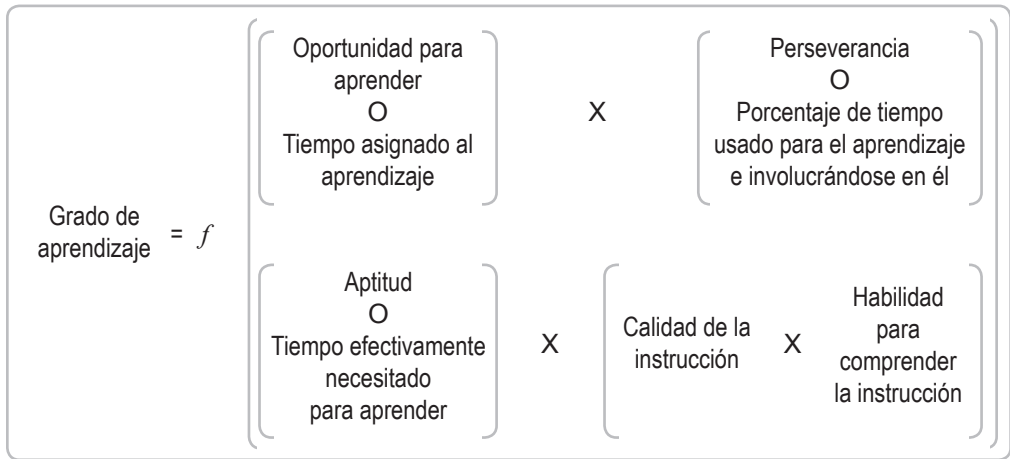 Oportunidad para
aprender
O
Tiempo asignado al
aprendizaje
X
Perseverancia
O
Porcentaje de tiempo
usado para el aprendizaje
e involucrándose en él
Grado de
aprendizaje
= f
Aptitud
O
Tiempo efectivamente
necesitado
para aprender
X
Calidad de la
instrucción
X
Habilidad
para
comprender
la instrucción